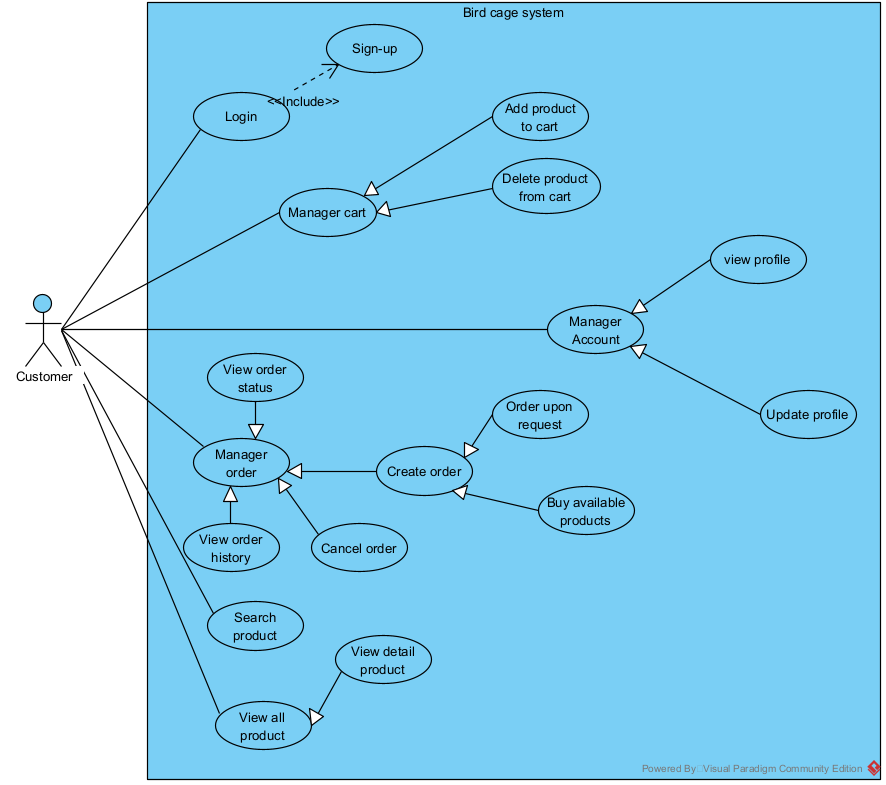 Bird cage system
Sign-up
<<Include>>
Login
Add product
to cart
Delete product
from cart
Manager cart
view profile
Manager
Account
Customer
View order
status
Order upon
request
Update profile
Manager
order
Create order
Buy available
products
View order
history
Cancel order
Search
product
View detail
product
View all
product
Powered By: Visual Paradigm Community Edition